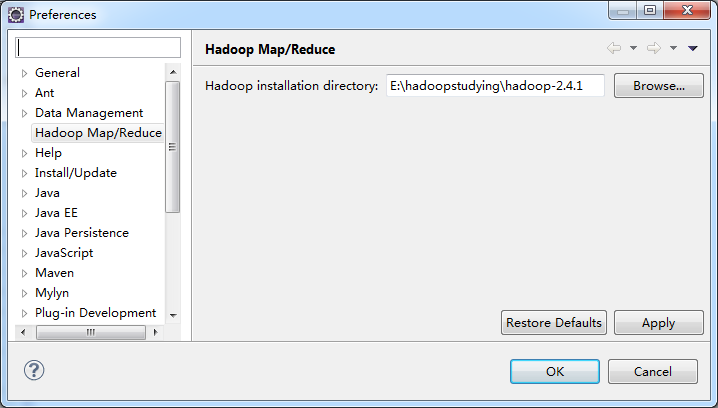 Preferences
Hadoop Map/Reduce
Hadoop installation directory: E:\hadoopstudying\hadoop-2.4.1 Browse...
General
Ant
Data Management
Hadoop Map/Reduce
Help
Install/Update
Java
Java EE
Java Persistence
JavaScript
Maven
Mylyn
Plug-in Development
Restore Defaults Apply
? OK Cancel